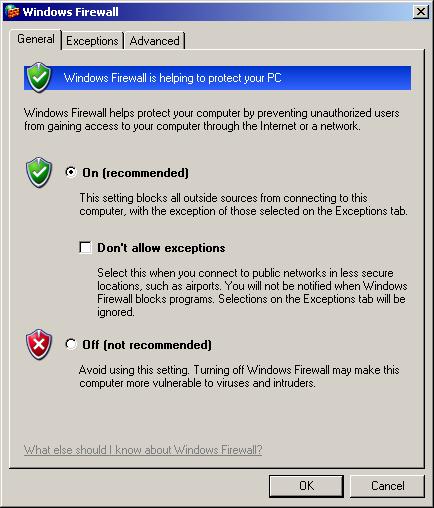 Windows Firewall
General Exceptions Advanced
Windows Firewall is helping to protect your PC
Windows Firewall helps protect your computer by preventing unauthorized users
from gaining access to your computer through the Internet or a network.
On (recommended)
This setting blocks all outside sources from connecting to this
computer, with the exception of those selected on the Exceptions tab.
Don't allow exceptions
Select this when you connect to public networks in less secure
locations, such as airports. You will not be notified when Windows
Firewall blocks programs. Selections on the Exceptions tab will be
ignored.
Off (not recommended)
Avoid using this setting. Turning off Windows Firewall may make this
computer more vulnerable to viruses and intruders.
What else should I know about Windows Firewall?
OK Cancel